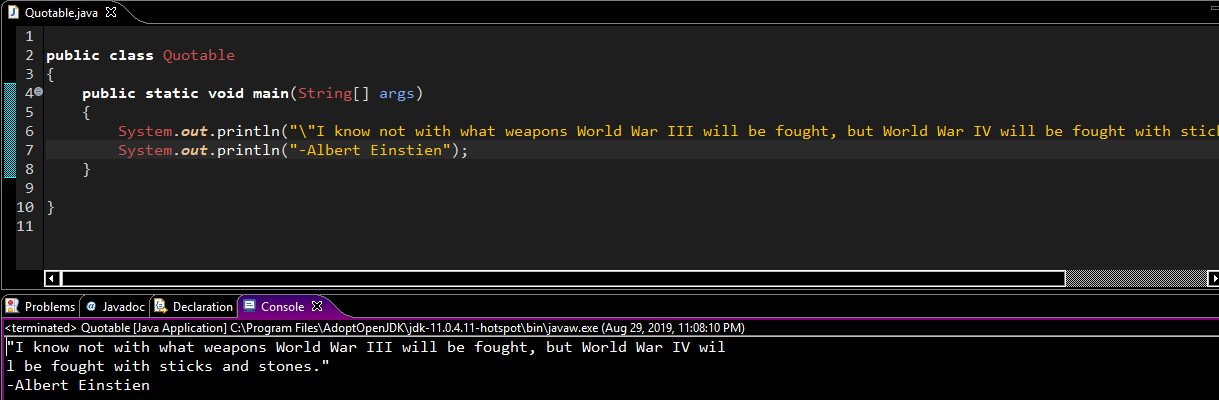 Quotable.java
1
2 public class Quotable
3 {
4 public static void main(String[] args)
5 {
6 System.out.println("\"I know not with what weapons World War III will be fought, but World War IV will be fought with stick
7 System.out.println("-Albert Einstien");
8 }
9
10 }
11
Problems @ Javadoc Declaration Console
<terminated> Quotable [Java Application] C:\Program Files\AdoptOpenJDK\jdk-11.0.4.11-hotspot\bin\javaw.exe (Aug 29, 2019, 11:08:10 PM)
"I know not with what weapons World War III will be fought, but World War IV wil
l be fought with sticks and stones."
-Albert Einstien